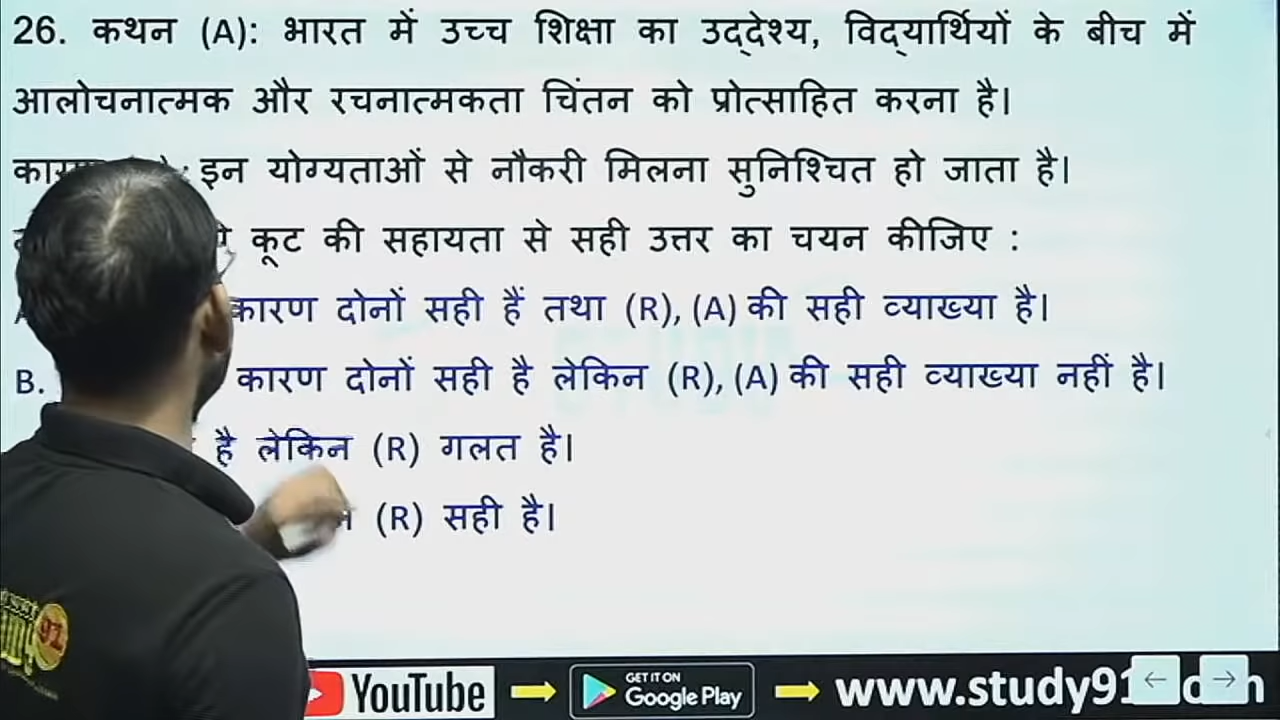 26. कथन (A): भारत में उच्च शिक्षा का उद्देश्य, विद्यार्थियों के बीच में
आलोचनात्मक और रचनात्मकता चिंतन को प्रोत्साहित करना है।
इन योग्यताओं से नौकरी मिलना सुनिश्चित हो जाता है।
कूट की सहायता से सही उत्तर का चयन कीजिए :
कारण दोनों सही हैं तथा (R), (A) की सही व्याख्या है।
B. कारण दोनों सही है लेकिन (R), (A) की सही व्याख्या नहीं है।
है लेकिन (R) गलत है।
(R) सही है।
YouTube GET IT ON Google Play